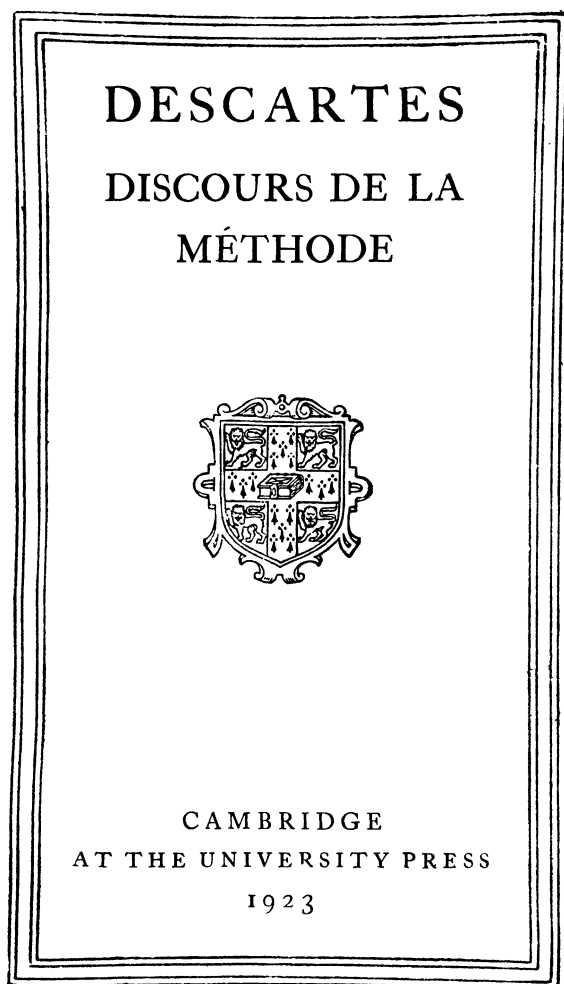 DESCARTES
DISCOURS DE LA
MÉTHODE
CAMBRIDGE
AT THE UNIVERSITY PRESS
1923